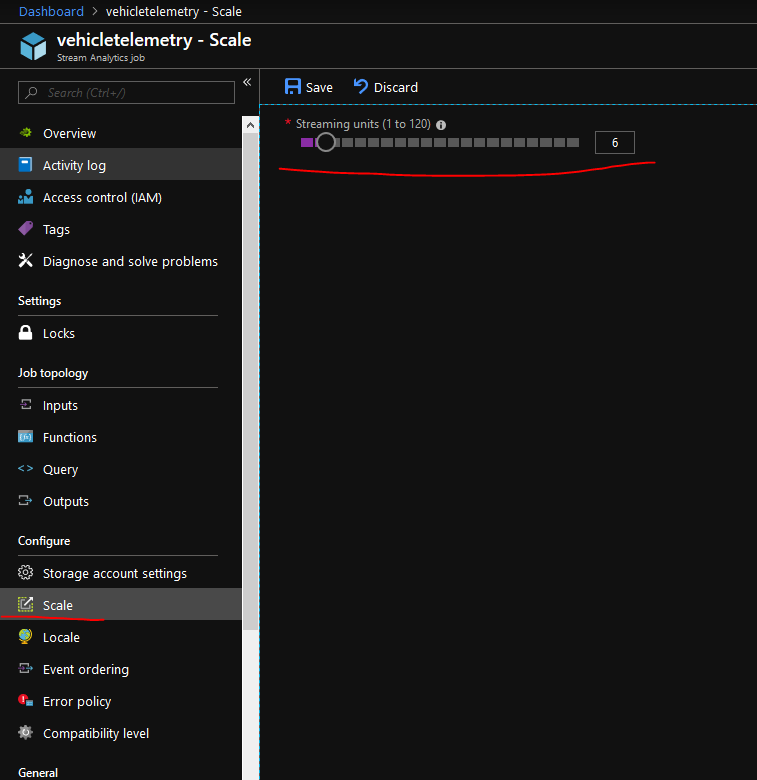 Dashboard > vehicletelemetry - Scale
vehicletelemetry - Scale
Stream Analytics job
Search (Ctrl+/)
«
Overview
Activity log
Access control (IAM)
Tags
Diagnose and solve problems
Settings
Locks
Job topology
Inputs
Functions
Query
Outputs
Configure
Storage account settings
Scale
Locale
Event ordering
Error policy
Compatibility level
General
Save
Discard
* Streaming units (1 to 120)
6